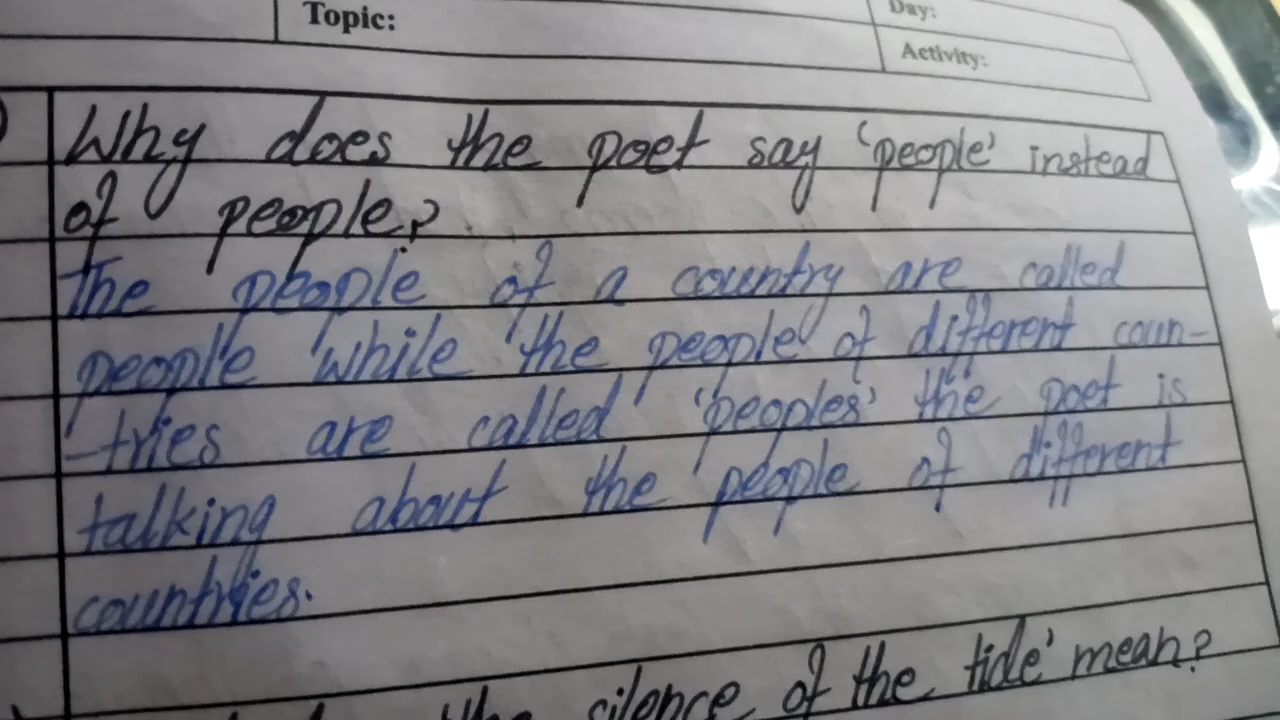 Topic:
Day:
Activity:
Why does the poet say 'people' instead
of people?
The people of a country are called
people while the people of different coun-
-tries are called 'peoples' the poet is
talking about the people of different
countries.
the silence of the tide' mean?